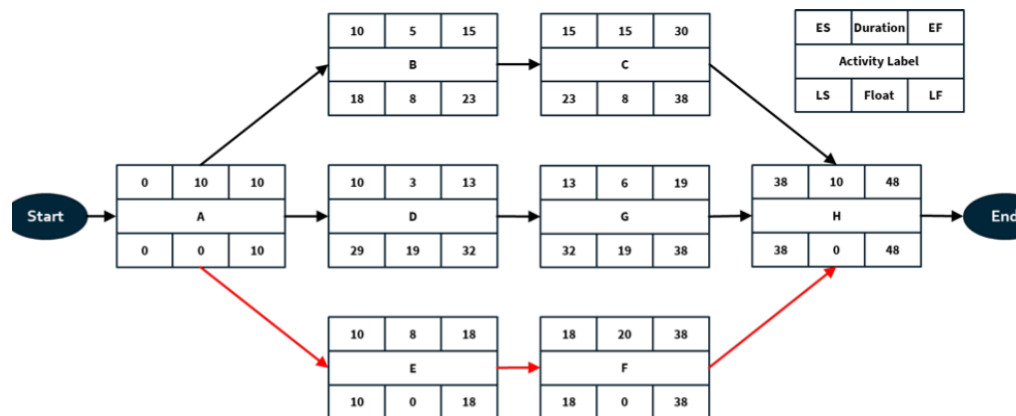 10 5 15
B
18 8 23
15 15 30
C
23 8 38
ES Duration EF
Activity Label
LS Float LF
Start
0 10 10
A
0 0 10
10 3 13
D
29 19 32
13 6 19
G
32 19 38
38 10 48
H
38 0 48
End
10 8 18
E
10 0 18
18 20 38
F
18 0 38